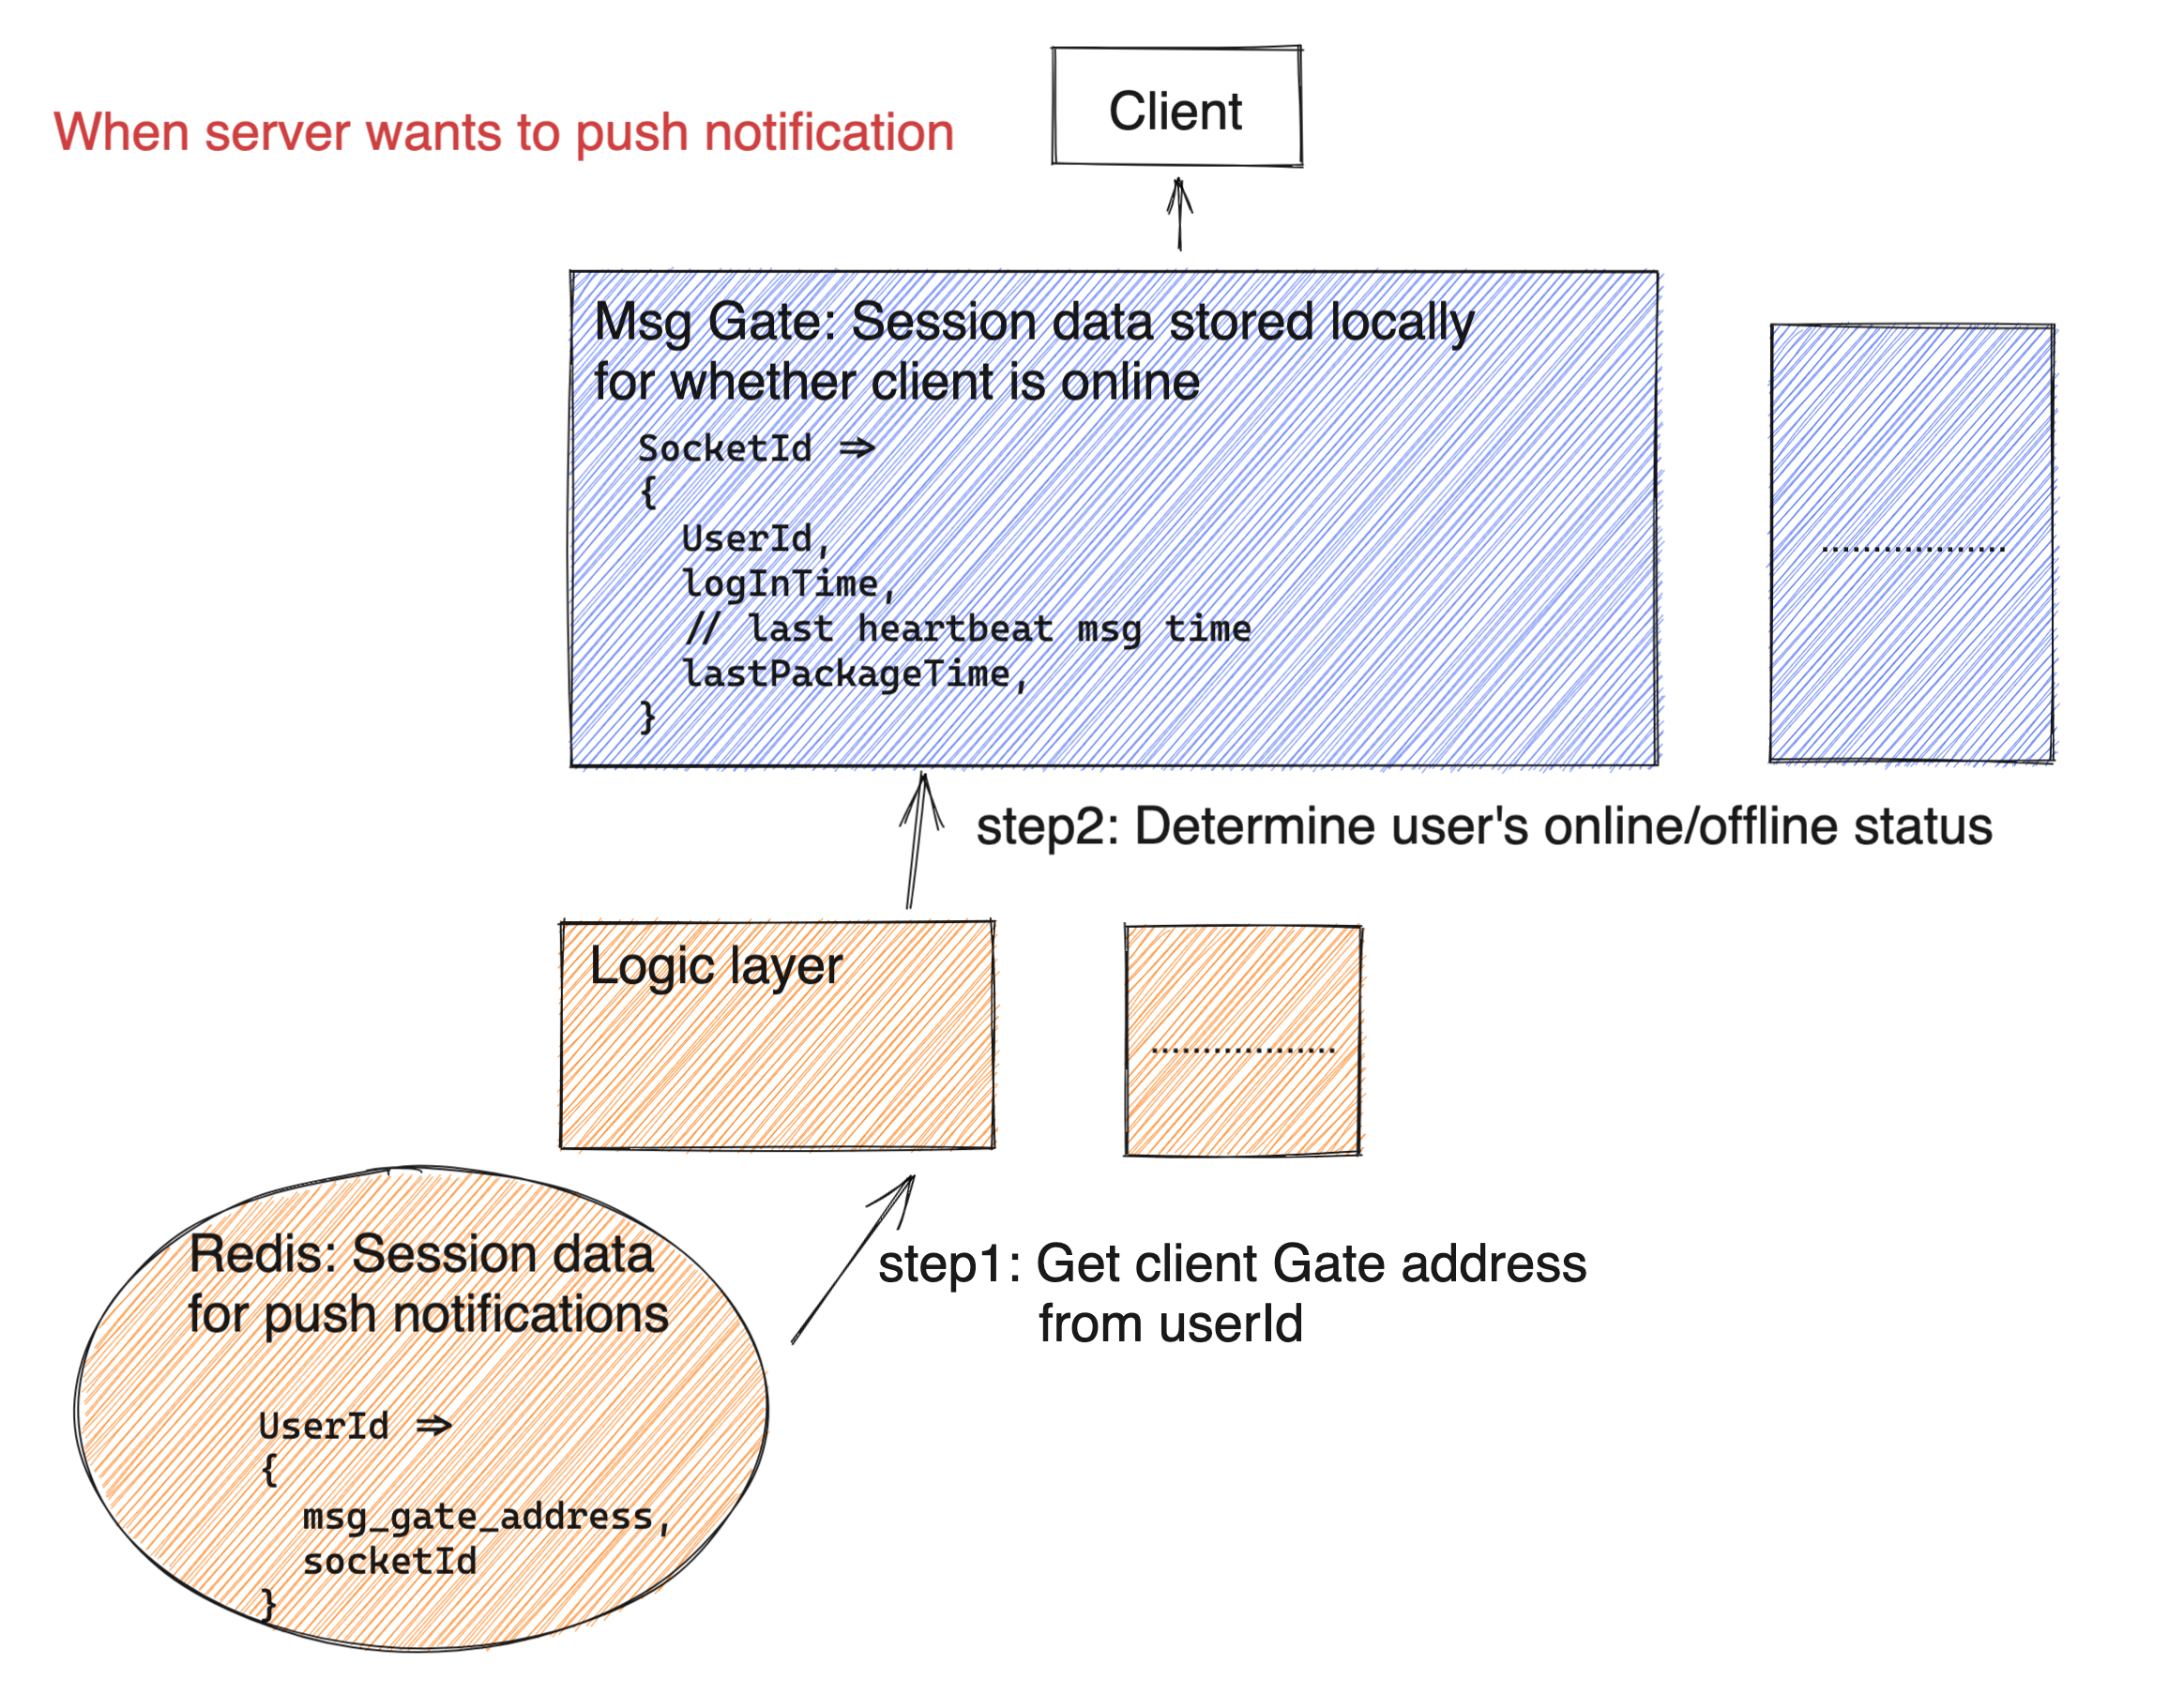 Client
When server wants to push notification
Msg Gate: Session data stored locally
for whether client is online
SocketId ⇒
{
UserId,
logInTime,
// last heartbeat msg time
lastPackageTime,
}
..................
step2: Determine user's online/offline status
Logic layer
..................
step1: Get client Gate address
from userId
Redis: Session data
for push notifications
UserId ⇒
{
msg_gate_address,
socketId
}